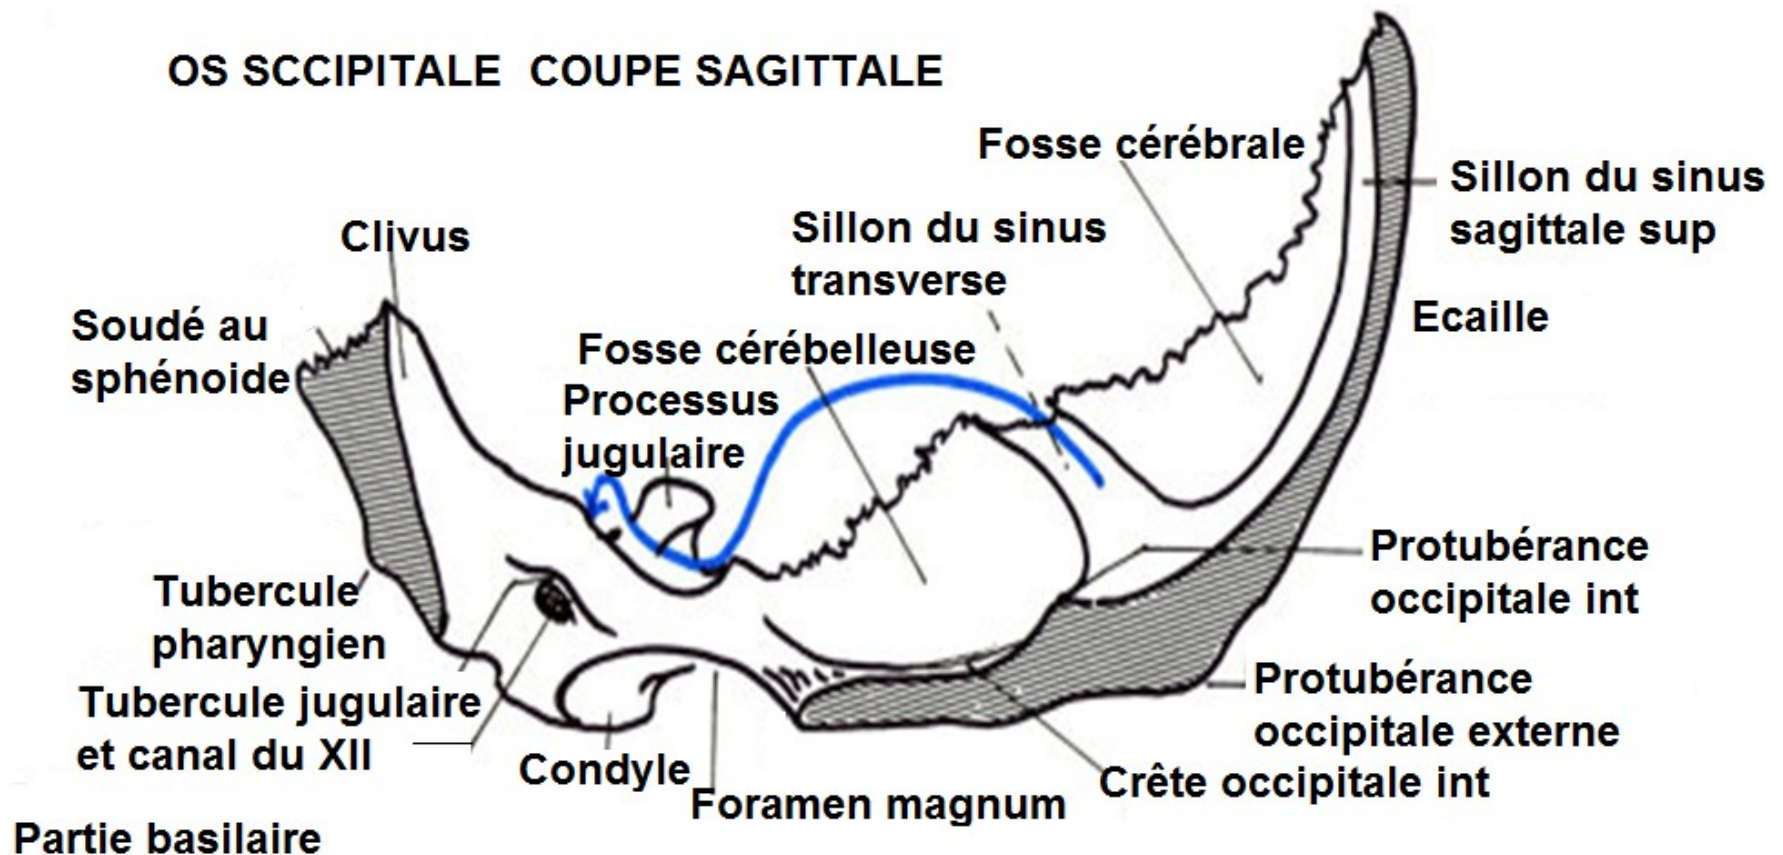 OS SCCIPITALE COUPE SAGITTALE
Fosse cérébrale
Sillon du sinus
sagittale sup
Sillon du sinus
transverse
Clivus
Soudé au
sphénoide
Ecaille
Fosse cérébelleuse
Processus
jugulaire
Protubérance
occipitale int
Tubercule
pharyngien
Protubérance
occipitale externe
Tubercule jugulaire
et canal du XII
Condyle
Crête occipitale int
Foramen magnum
Partie basilaire